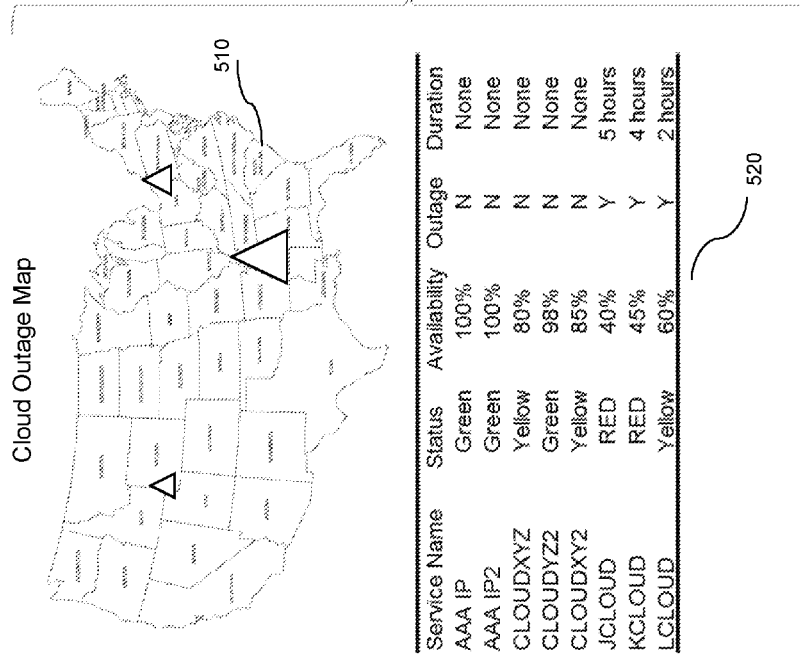 Cloud Outage Map
510
Service Name Status Availability Outage Duration
AAA IP Green 100% N None
AAA IP2 Green 100% N None
CLOUDXYZ Yellow 80% N None
CLOUDYZ2 Green 98% N None
CLOUDXY2 Yellow 85% N None
JCLOUD RED 40% Y 5 hours
KCLOUD RED 45% Y 4 hours
LCLOUD Yellow 60% Y 2 hours
520